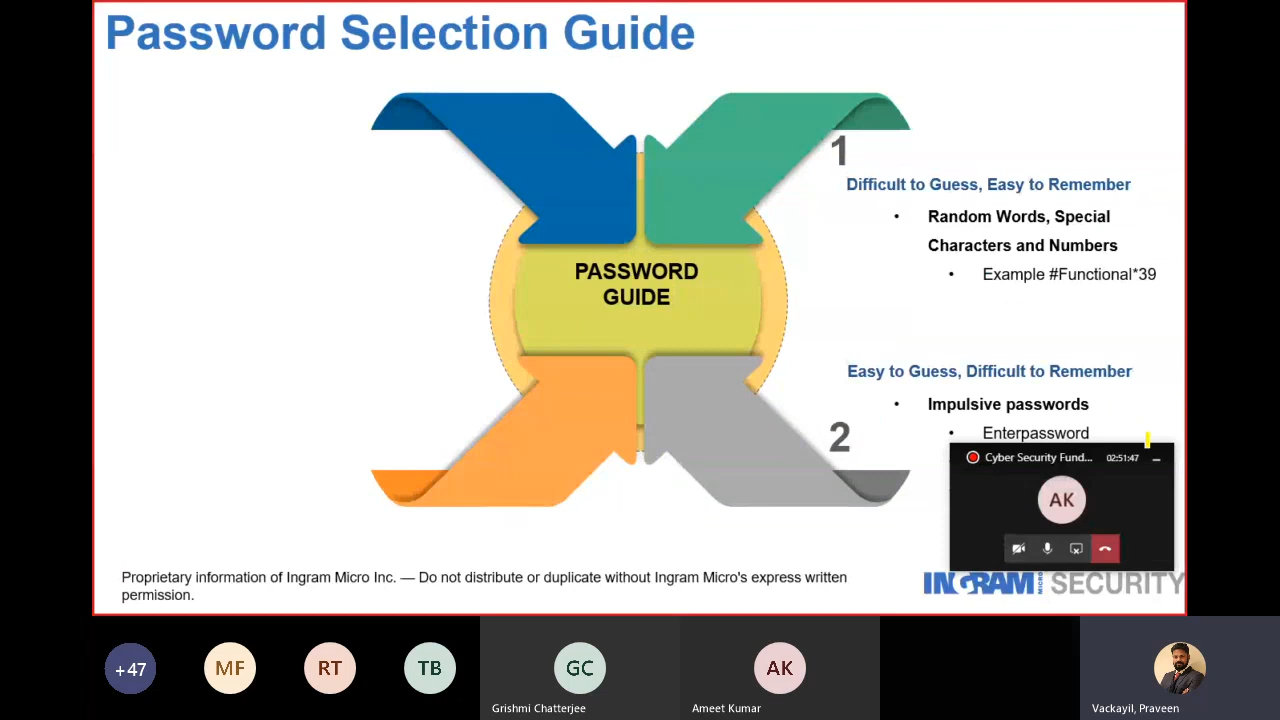 Password Selection Guide
1
Difficult to Guess, Easy to Remember
• Random Words, Special
Characters and Numbers
• Example #Functional*39
PASSWORD
GUIDE
Easy to Guess, Difficult to Remember
• Impulsive passwords
• Enterpassword
2
Cyber Security Fund... 02:51:47
AK
Proprietary information of Ingram Micro Inc. — Do not distribute or duplicate without Ingram Micro's express written
permission.
INGRAM MICRO SECURITY
+47
MF
RT
TB
GC
AK
Grishmi Chatterjee
Ameet Kumar
Vackayil, Praveen